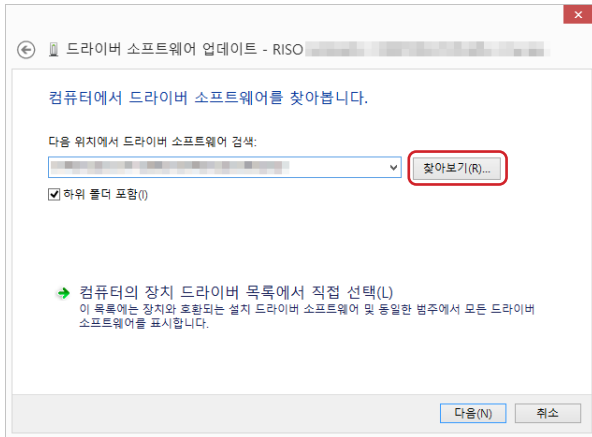 드라이버 소프트웨어 업데이트 - RISO
컴퓨터에서 드라이버 소프트웨어를 찾아봅니다.
다음 위치에서 드라이버 소프트웨어 검색:
찾아보기(R)...
하위 폴더 포함(I)
컴퓨터의 장치 드라이버 목록에서 직접 선택(L)
이 목록에는 장치와 호환되는 설치 드라이버 소프트웨어 및 동일한 범주에서 모든 드라이버
소프트웨어를 표시합니다.
다음(N)
취소